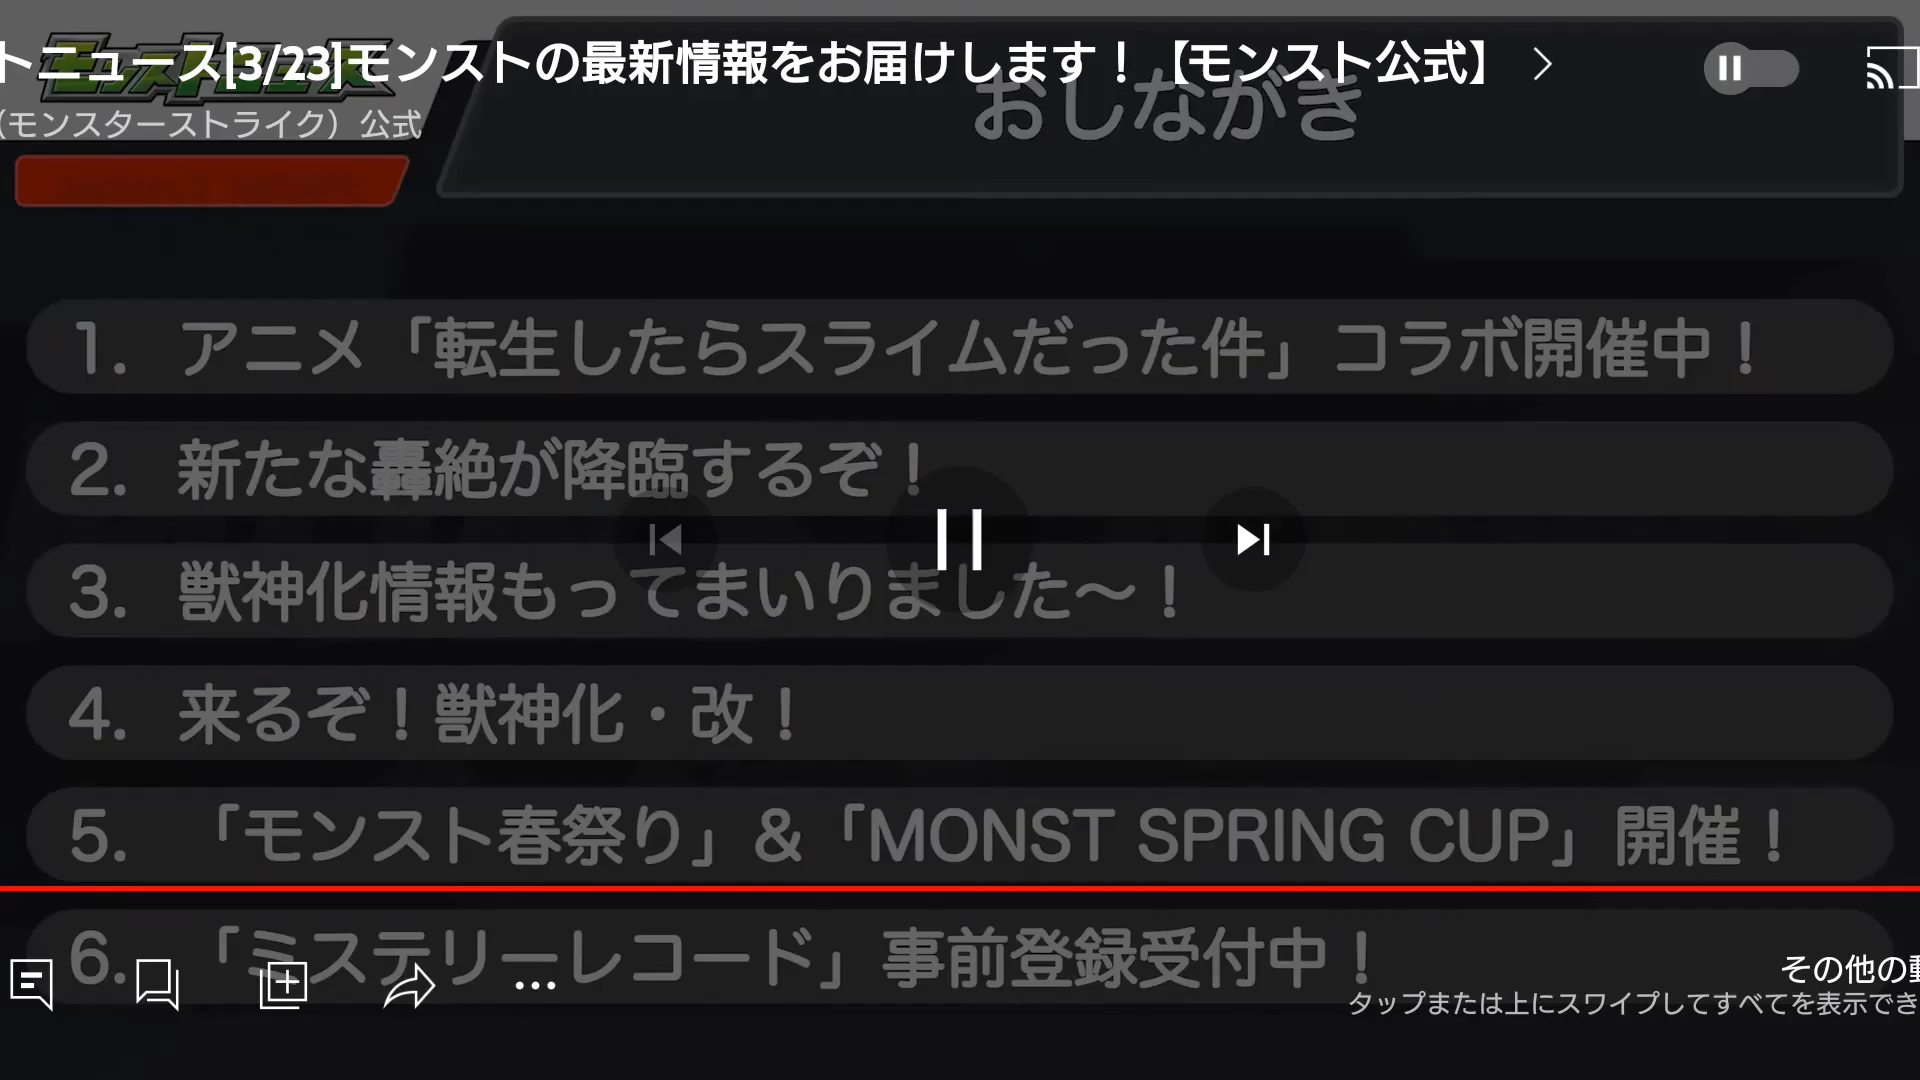 トニュース[3/23]モンストの最新情報をお届けします！【モンスト公式】
（モンスターストライク）公式
おしながき
1. アニメ「転生したらスライムだった件」コラボ開催中！
2. 新たな轟絶が降臨するぞ！
3. 獣神化情報もってまいりました～！
4. 来るぞ！獣神化・改！
5. 「モンスト春祭り」&「MONST SPRING CUP」開催！
6. 「ミステリーレコード」事前登録受付中！
その他の動
タップまたは上にスワイプしてすべてを表示でき